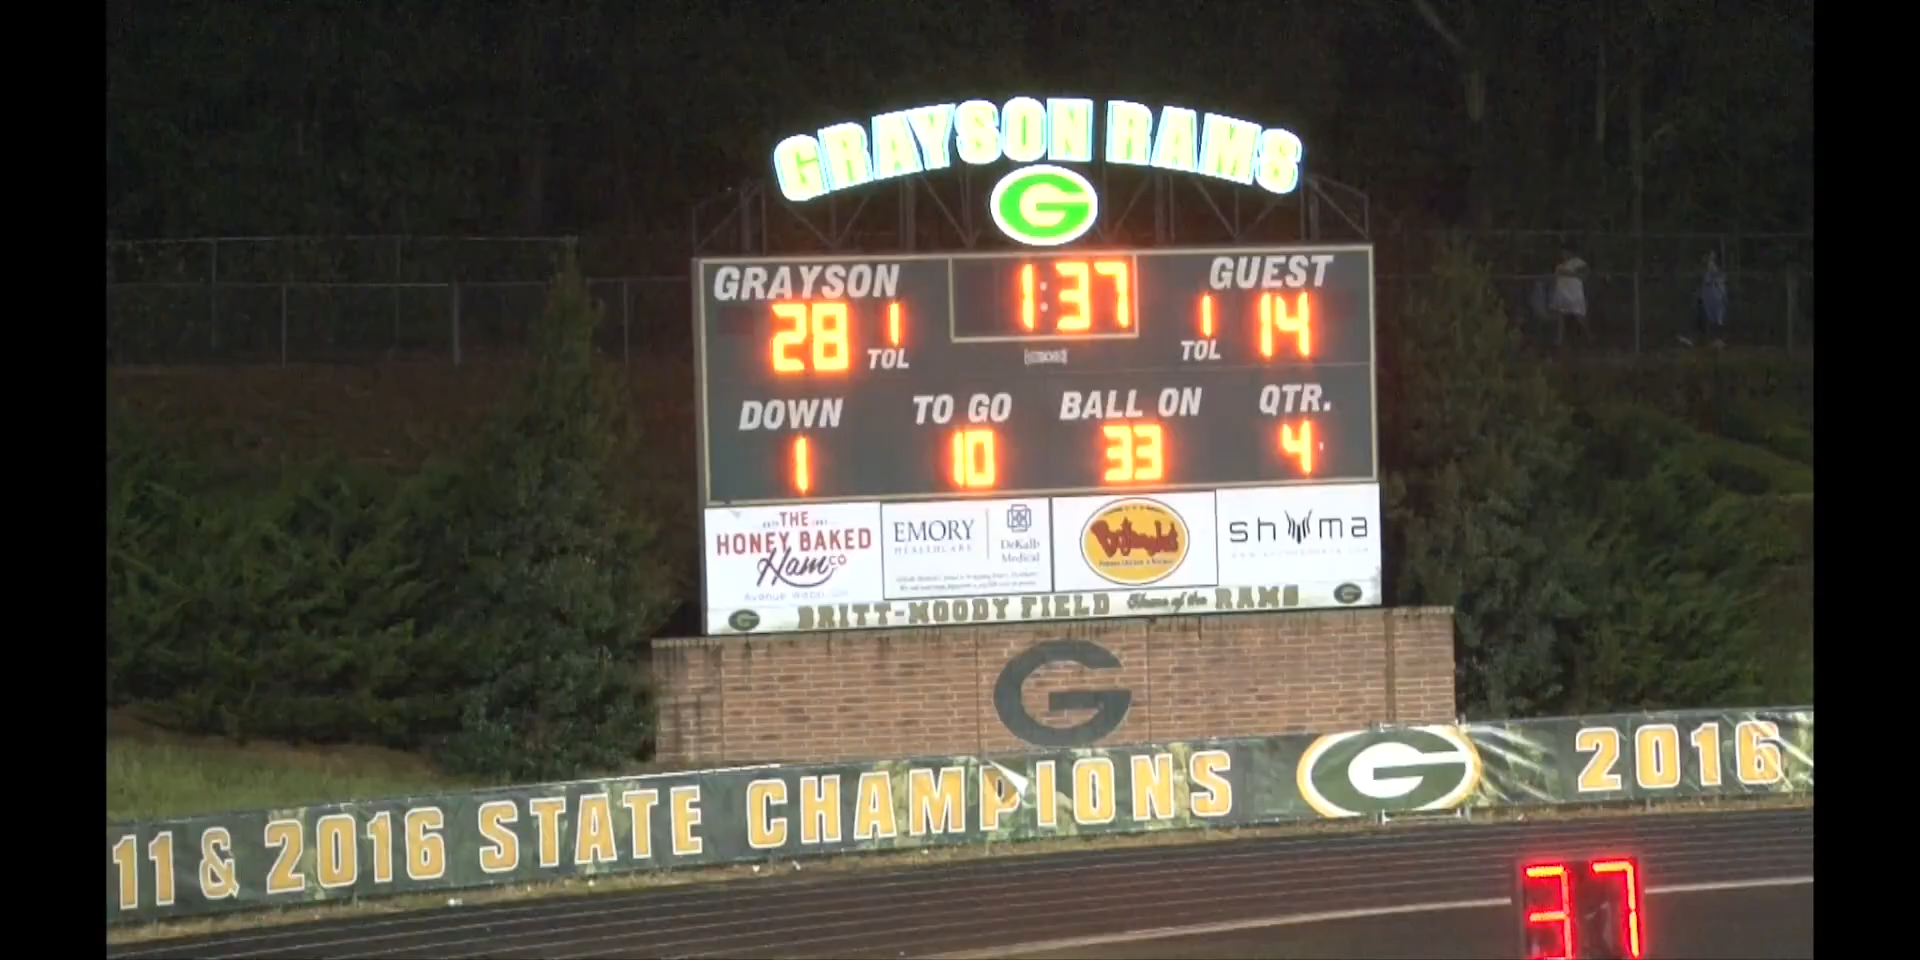 GRAYSON RAMS
G
GRAYSON 1:37 GUEST
28 1 1 14
TOL TOL
DOWN TO GO BALL ON QTR.
1 10 33 4
THE
HONEY BAKED
Ham CO
EMORY
HEALTHCARE
DeKalb
Medical
Bojangles
shyma
G BRITT-MOODY FIELD Home of the RAMS G
G
11 & 2016 STATE CHAMPIONS G 2016
37